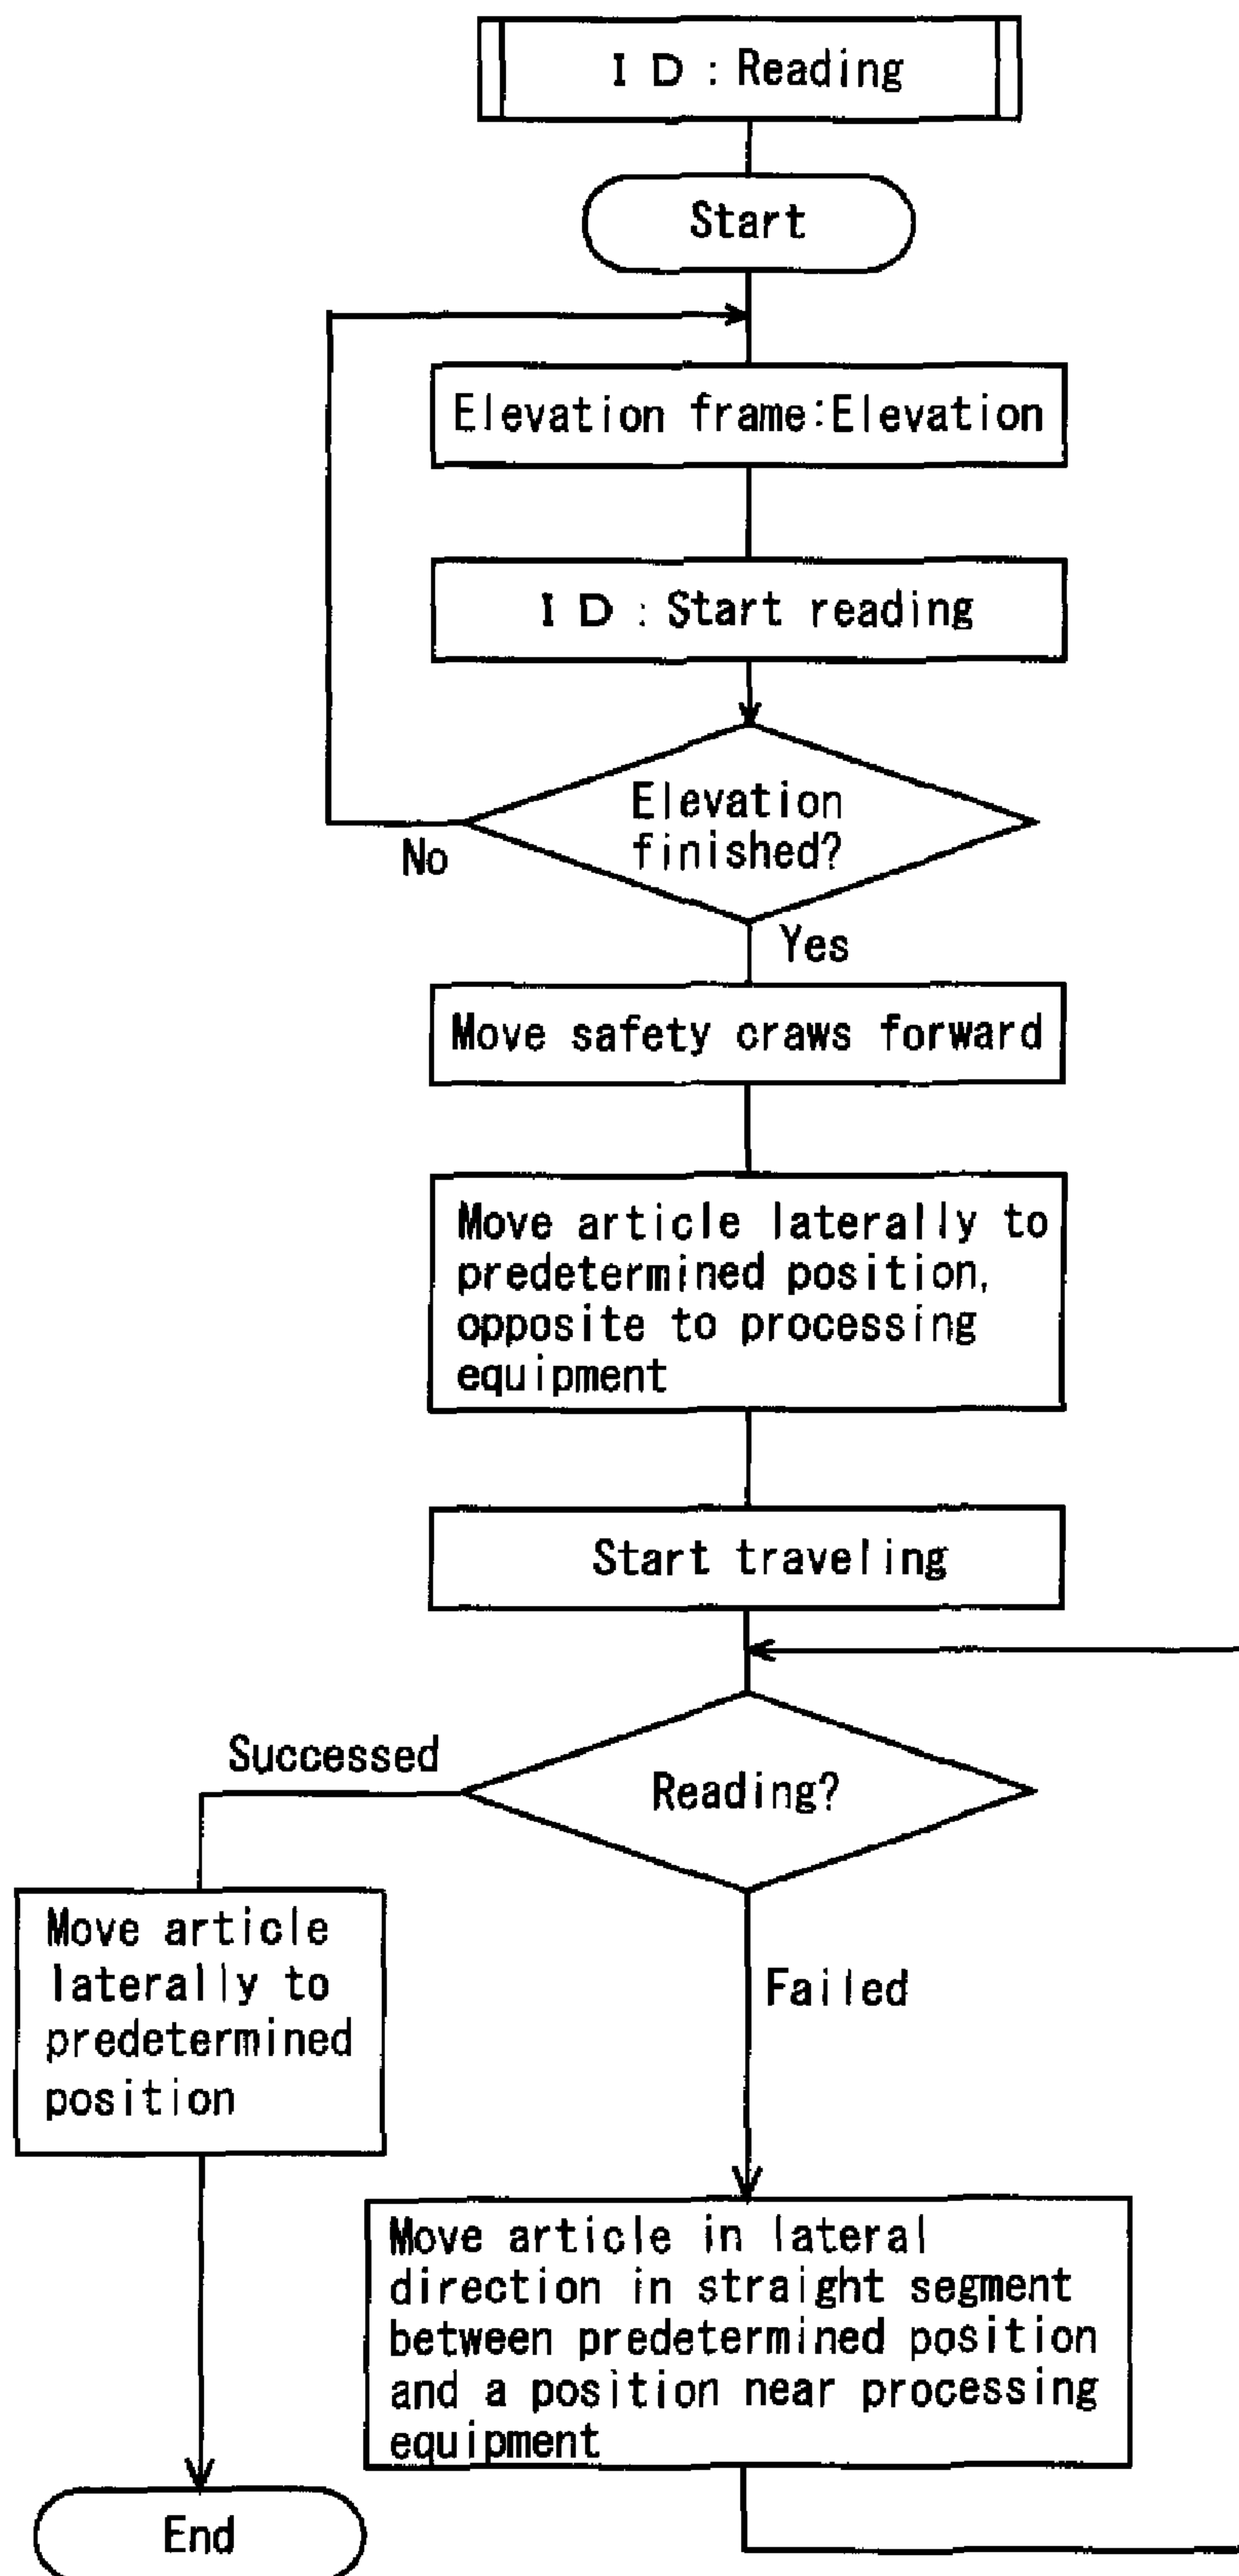 ID:Reading
Start
Elevation frame:Elevation
ID:Start reading
Elevation
finished?
No
Yes
Move safety craws forward
Move article laterally to
predetermined position,
opposite to processing
equipment
Start traveling
Successed
Reading?
Move article
laterally to
predetermined
position
Failed
Move article in lateral
direction in straight segment
between predetermined position
and a position near processing
equipment
End